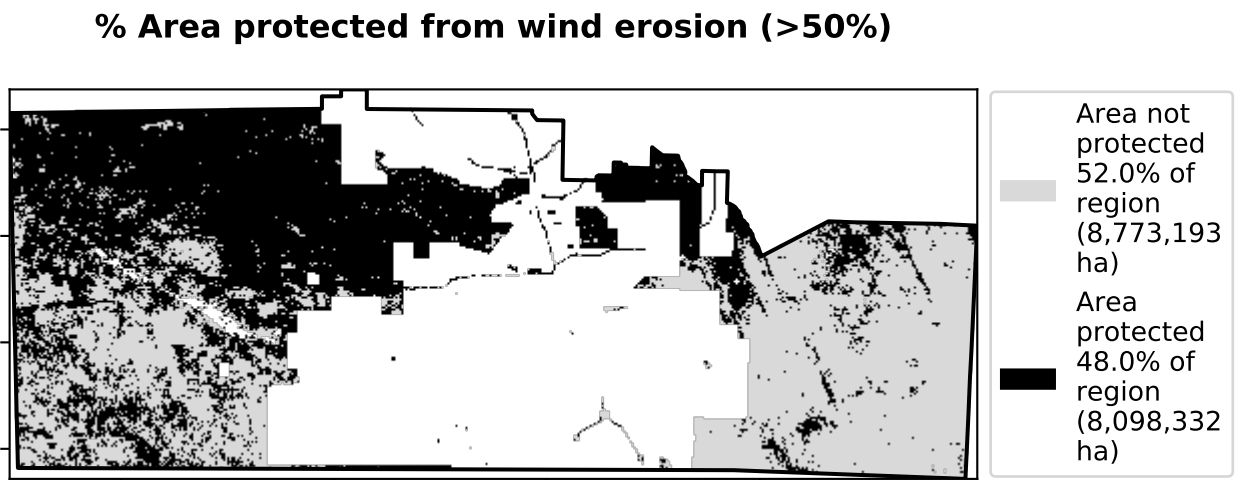 % Area protected from wind erosion (>50%)
Area not
protected
52.0% of
region
(8,773,193
ha)
Area
protected
48.0% of
region
(8,098,332
ha)